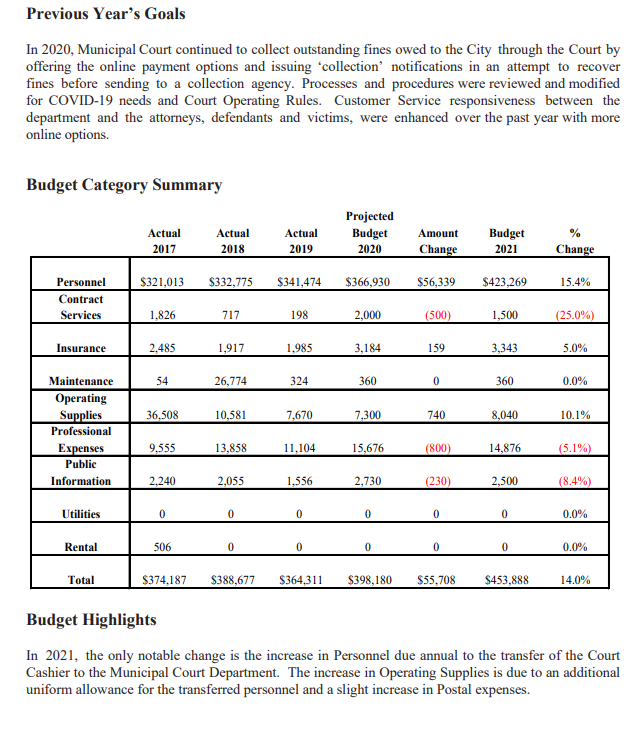 Previous Year’s Goals
In 2020, Municipal Court continued to collect outstanding fines owed to the City through the Court by
offering the online payment options and issuing ‘collection’ notifications in an attempt to recover
fines before sending to a collection agency. Processes and procedures were reviewed and modified
for COVID-19 needs and Court Operating Rules. Customer Service responsiveness between the
department and the attorneys, defendants and victims, were enhanced over the past year with more
online options.
Budget Category Summary
Projected
Actual Actual Actual Budget Amount Budget %
2017 2018 2019 2020 Change 2021 Change
Personnel $321,013 $332,775 $341,474 $366,930 $56,339 $423,269 15.4%
Contract
Services 1,826 717 198 2,000 (500) 1,500 (25.0%)
Insurance 2,485 1,917 1,985 3,184 159 3,343 5.0%
Maintenance 54 26,774 324 360 0 360 0.0%
Operating
Supplies 36,508 10,581 7,670 7,300 740 8,040 10.1%
Professional
Expenses 9,555 13,858 11,104 15,676 (800) 14,876 (5.1%)
Public
Information 2,240 2,055 1,556 2,730 (230) 2,500 (8.4%)
Utilities 0 0 0 0 0 0 0.0%
Rental 506 0 0 0 0 0 0.0%
Total $374,187 $388,677 $364,311 $398,180 $55,708 $453,888 14.0%
Budget Highlights
In 2021, the only notable change is the increase in Personnel due annual to the transfer of the Court
Cashier to the Municipal Court Department. The increase in Operating Supplies is due to an additional
uniform allowance for the transferred personnel and a slight increase in Postal expenses.